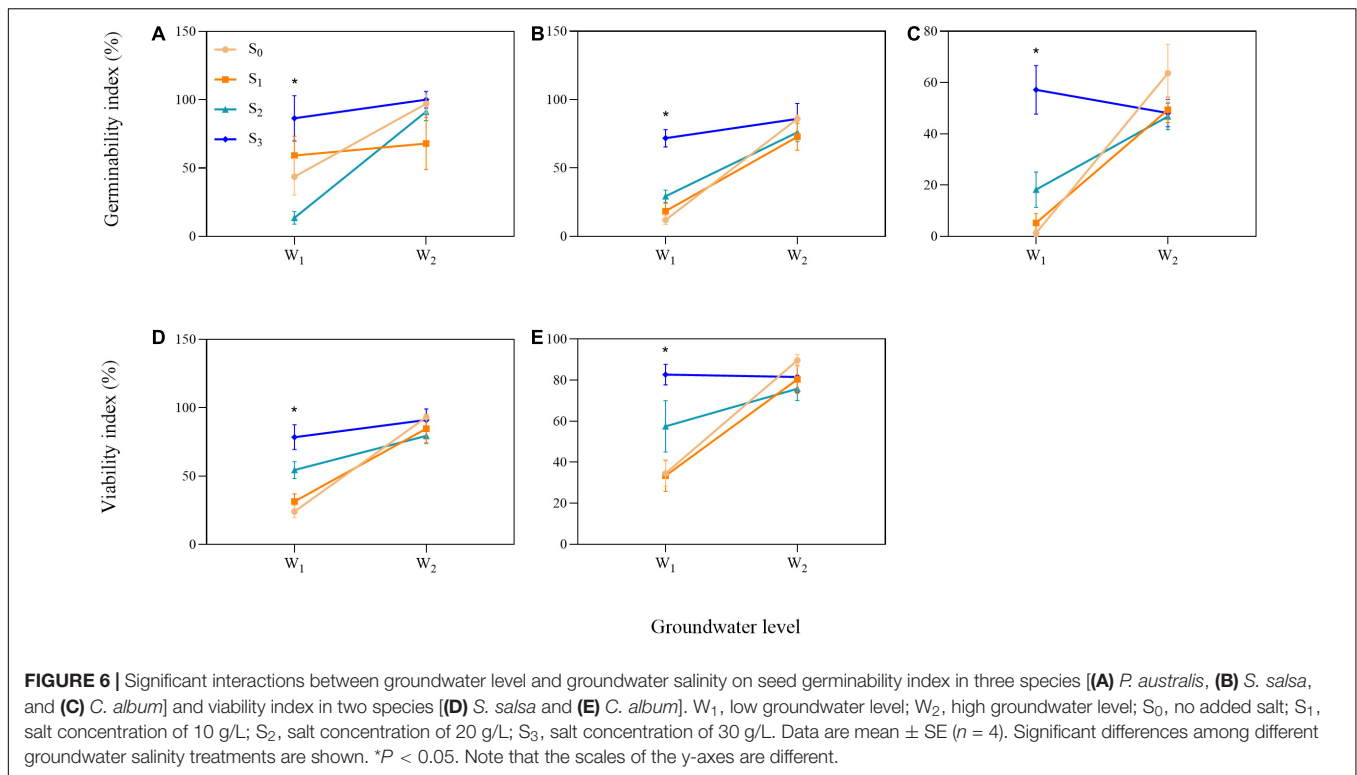 A
B
C
Germinability index (%)
150
100
50
0
S₀
S₁
S₂
S₃
*
W₁
W₂
150
100
50
0
*
W₁
W₂
80
60
40
20
0
*
W₁
W₂
D
E
Viability index (%)
150
100
50
0
*
W₁
W₂
100
80
60
40
20
0
*
W₁
W₂
Groundwater level
FIGURE 6 | Significant interactions between groundwater level and groundwater salinity on seed germinability index in three species [(A) P. australis, (B) S. salsa,
and (C) C. album] and viability index in two species [(D) S. salsa and (E) C. album]. W₁, low groundwater level; W₂, high groundwater level; S₀, no added salt; S₁,
salt concentration of 10 g/L; S₂, salt concentration of 20 g/L; S₃, salt concentration of 30 g/L. Data are mean ± SE (n = 4). Significant differences among different
groundwater salinity treatments are shown. *P < 0.05. Note that the scales of the y-axes are different.